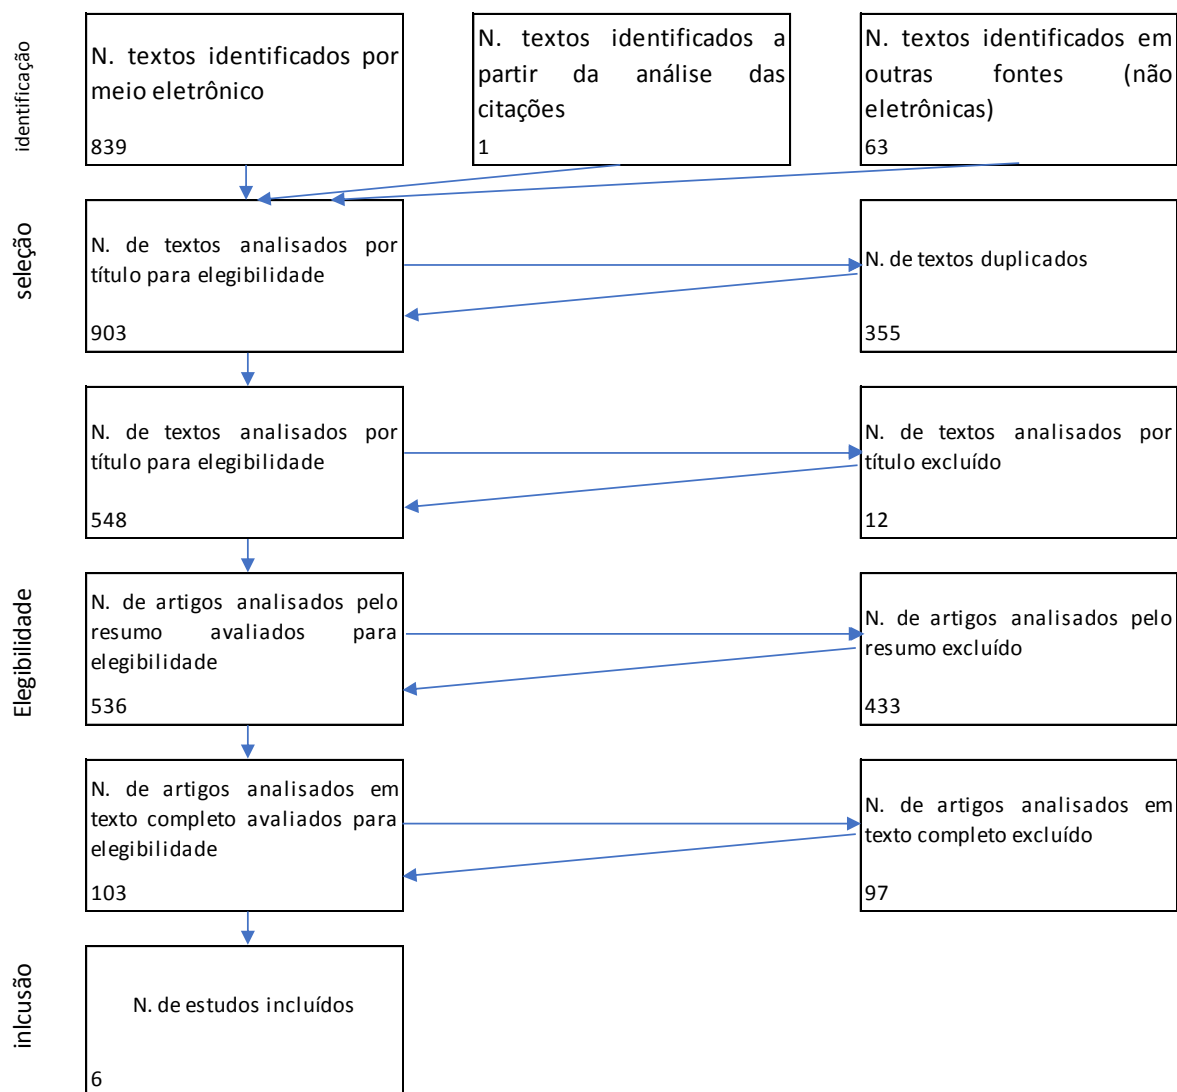 identificação
N. textos identificados por
meio eletrônico
839
N. textos identificados a
partir da análise das
citações
1
N. textos identificados em
outras fontes (não
eletrônicas)
63
seleção
N. de textos analisados por
título para elegibilidade
903
N. de textos duplicados
355
N. de textos analisados por
título para elegibilidade
548
N. de textos analisados por
título excluído
12
Elegibilidade
N. de artigos analisados pelo
resumo avaliados para
elegibilidade
536
N. de artigos analisados pelo
resumo excluído
433
N. de artigos analisados em
texto completo avaliados para
elegibilidade
103
N. de artigos analisados em
texto completo excluído
97
inlcusão
N. de estudos incluídos
6